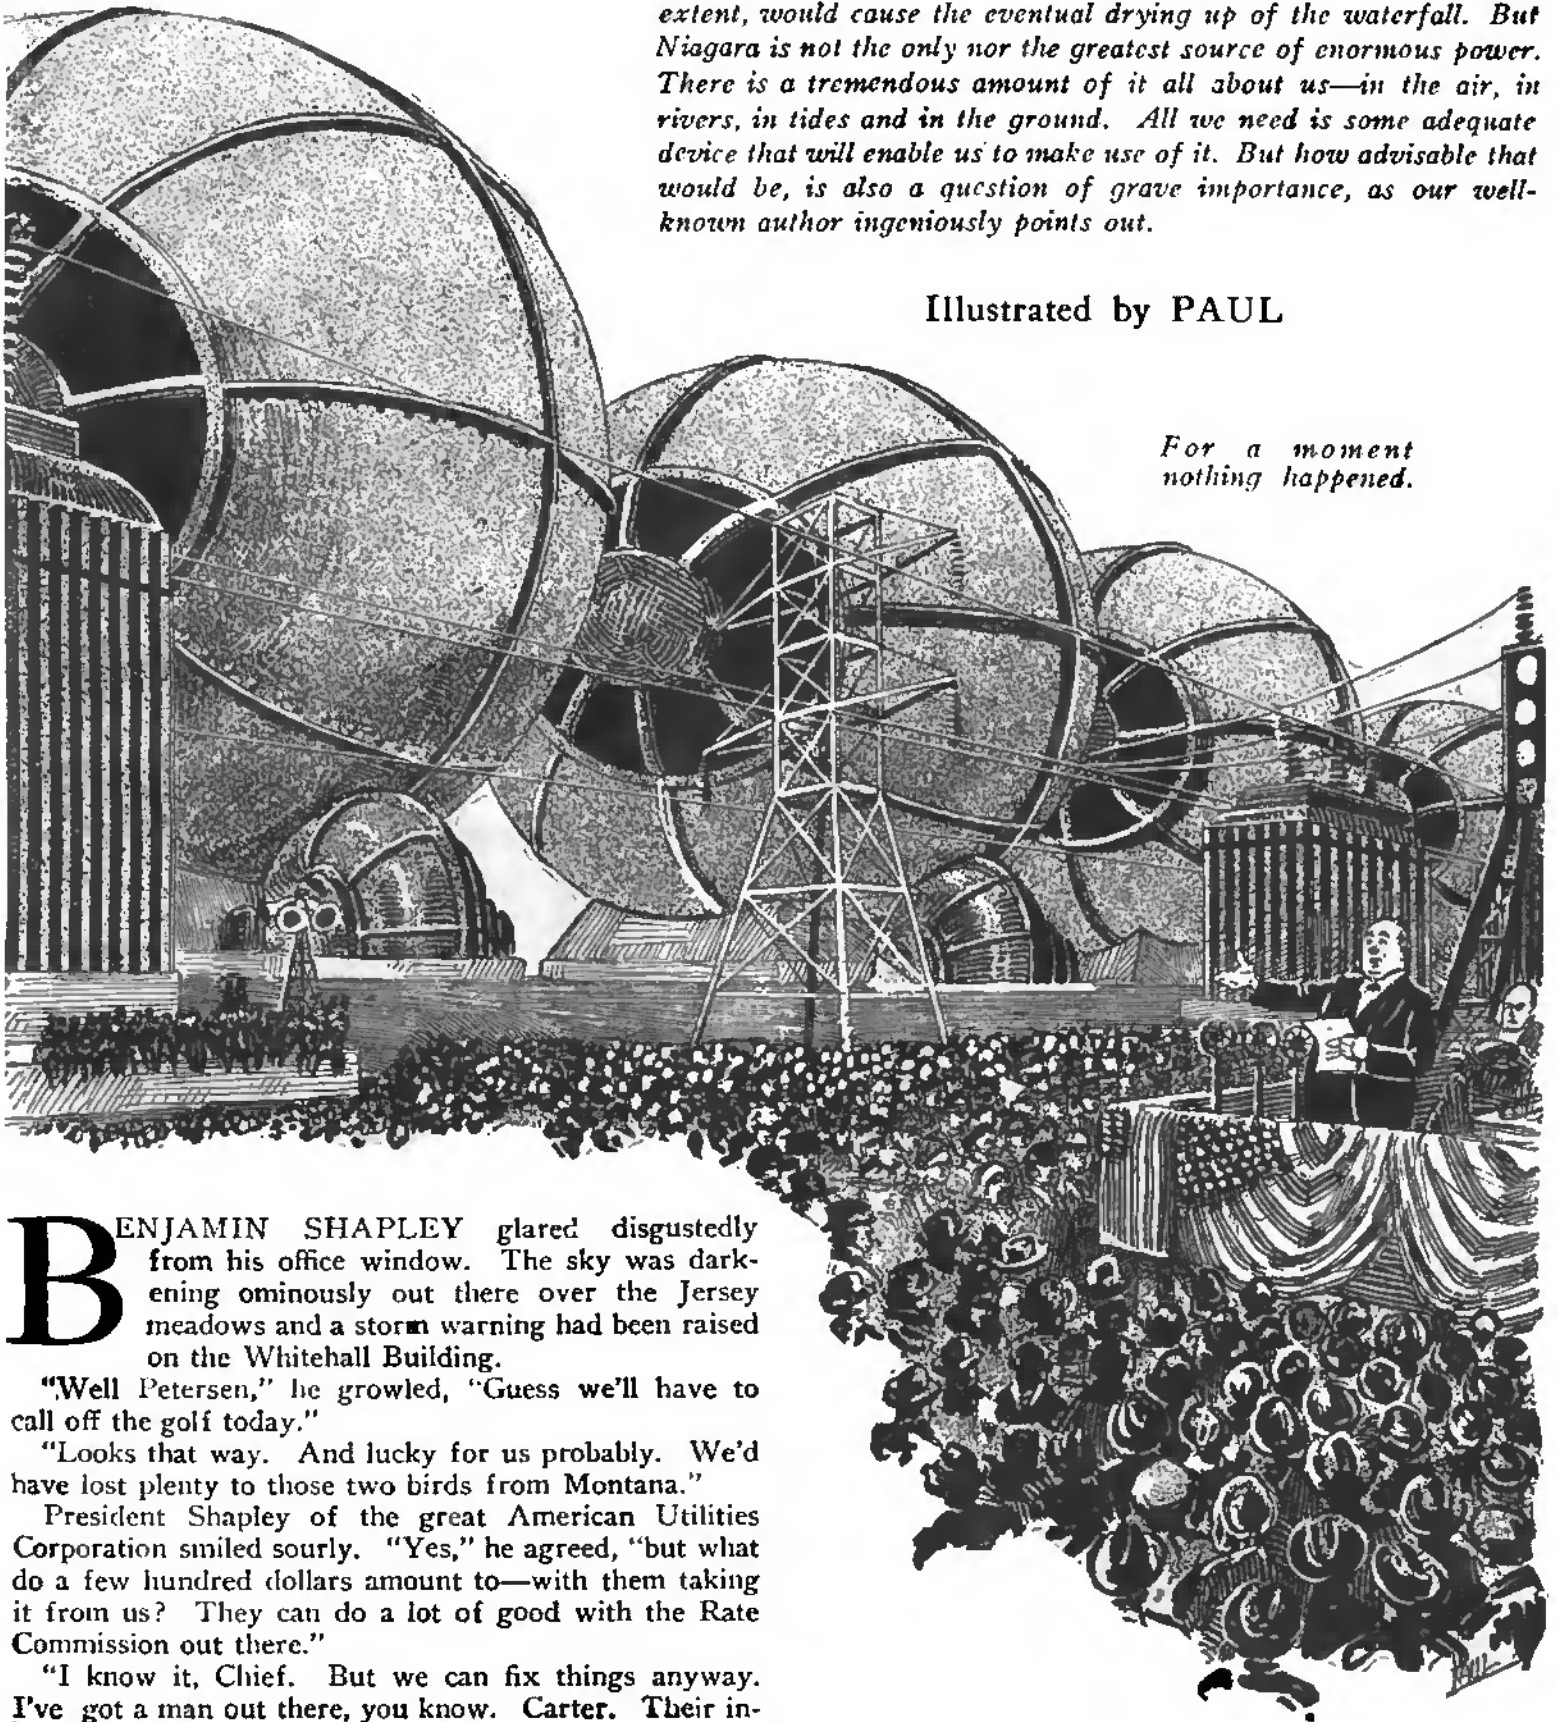 extent, would cause the eventual drying up of the waterfall. But
Niagara is not the only nor the greatest source of enormous power.
There is a tremendous amount of it all about us—in the air, in
rivers, in tides and in the ground. All we need is some adequate
device that will enable us to make use of it. But how advisable that
would be, is also a question of grave importance, as our well-
known author ingeniously points out.
Illustrated by PAUL
For a moment
nothing happened.
BENJAMIN SHAPLEY glared disgustedly
from his office window. The sky was dark-
ening ominously out there over the Jersey
meadows and a storm warning had been raised
on the Whitehall Building.
"Well Petersen," he growled, "Guess we'll have to
call off the golf today."
"Looks that way. And lucky for us probably. We'd
have lost plenty to those two birds from Montana."
President Shapley of the great American Utilities
Corporation smiled sourly. "Yes," he agreed, "but what
do a few hundred dollars amount to—with them taking
it from us? They can do a lot of good with the Rate
Commission out there."
"I know it, Chief. But we can fix things anyway.
I've got a man out there, you know. Carter. Their in-
PAUL